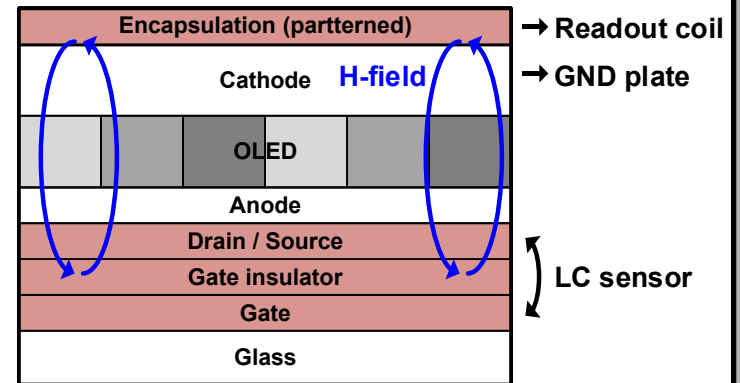 Encapsulation (partterned)
→ Readout coil
Cathode
H-field
→ GND plate
OLED
Anode
Drain / Source
Gate insulator
LC sensor
Gate
Glass